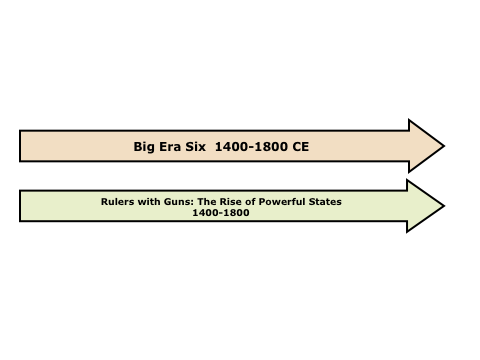 Big Era Six  1400-1800 CE
Rulers with Guns: The Rise of Powerful States
1400-1800